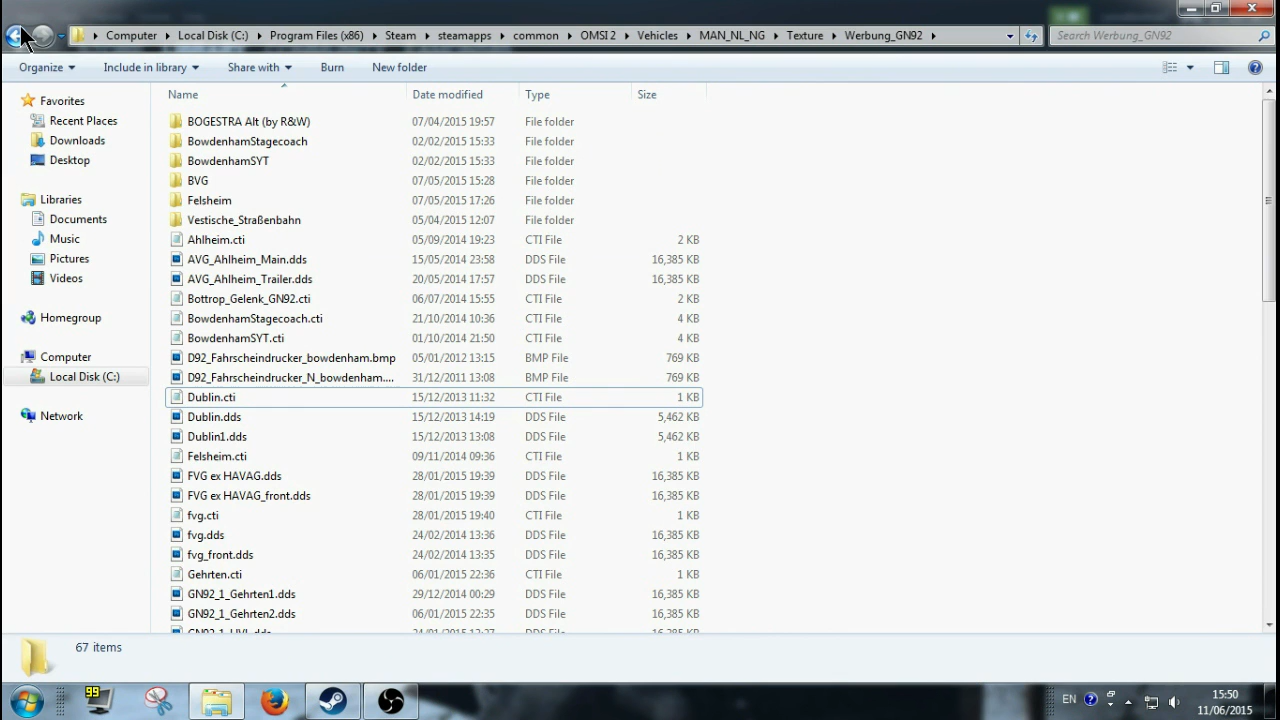 Computer Local Disk (C:) Program Files (x86) Steam steamapps common OMSI 2 Vehicles MAN_NL_NG Texture Werbung_GN92 Search Werbung_GN92
Organize Include in library Share with Burn New folder
Name Date modified Type Size
Favorites
Recent Places
Downloads
Desktop
Libraries
Documents
Music
Pictures
Videos
Homegroup
Computer
Local Disk (C:)
Network
BOGESTRA Alt (by R&W) 07/04/2015 19:57 File folder
BowdenhamStagecoach 02/02/2015 15:33 File folder
BowdenhamSYT 02/02/2015 15:33 File folder
BVG 07/05/2015 15:28 File folder
Felsheim 07/05/2015 17:26 File folder
Vestische_Straßenbahn 05/04/2015 12:07 File folder
Ahlheim.cti 05/09/2014 19:23 CTI File 2 KB
AVG_Ahlheim_Main.dds 15/05/2014 23:58 DDS File 16,385 KB
AVG_Ahlheim_Trailer.dds 20/05/2014 17:57 DDS File 16,385 KB
Bottrop_Gelenk_GN92.cti 06/07/2014 15:55 CTI File 2 KB
BowdenhamStagecoach.cti 21/10/2014 10:36 CTI File 4 KB
BowdenhamSYT.cti 01/10/2014 21:50 CTI File 4 KB
D92_Fahrscheindrucker_bowdenham.bmp 05/01/2012 13:15 BMP File 769 KB
D92_Fahrscheindrucker_N_bowdenham.... 31/12/2011 13:08 BMP File 769 KB
Dublin.cti 15/12/2013 11:32 CTI File 1 KB
Dublin.dds 15/12/2013 14:19 DDS File 5,462 KB
Dublin1.dds 15/12/2013 13:08 DDS File 5,462 KB
Felsheim.cti 09/11/2014 09:36 CTI File 1 KB
FVG ex HAVAG.dds 28/01/2015 19:39 DDS File 16,385 KB
FVG ex HAVAG_front.dds 28/01/2015 19:39 DDS File 16,385 KB
fvg.cti 28/01/2015 19:40 CTI File 1 KB
fvg.dds 24/02/2014 13:36 DDS File 16,385 KB
fvg_front.dds 24/02/2014 13:35 DDS File 16,385 KB
Gehrten.cti 06/01/2015 22:36 CTI File 1 KB
GN92_1_Gehrten1.dds 29/12/2014 00:29 DDS File 16,385 KB
GN92_1_Gehrten2.dds 06/01/2015 22:35 DDS File 16,385 KB
67 items
99
EN 15:50
11/06/2015